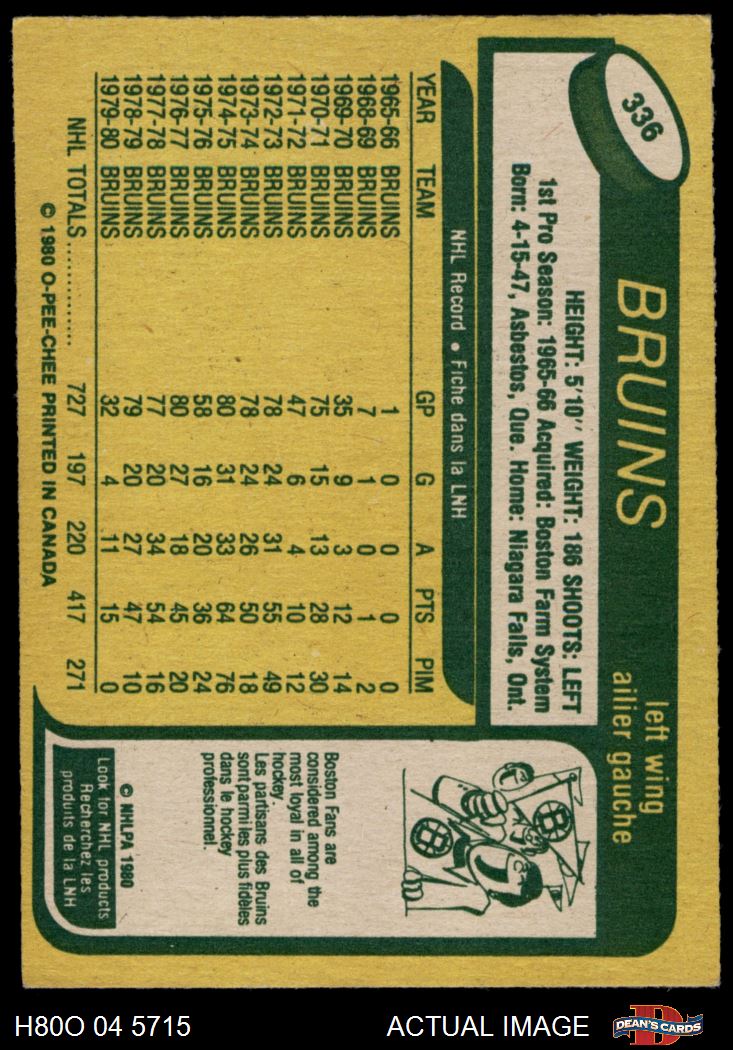 336
BRUINS
left wing
ailier gauche
HEIGHT: 5'10" WEIGHT: 186 SHOOTS: LEFT
1st Pro Season: 1965-66 Acquired: Boston Farm System
Born: 4-15-47, Asbestos, Que. Home: Niagara Falls, Ont.
NHL Record • Fiche dans la LNH
YEAR TEAM GP G A PTS PIM
1965-66 BRUINS 1 0 0 0 0
1968-69 BRUINS 7 1 0 1 2
1969-70 BRUINS 35 9 3 12 14
1970-71 BRUINS 75 15 13 28 30
1971-72 BRUINS 47 6 4 10 12
1972-73 BRUINS 78 24 31 55 49
1973-74 BRUINS 78 24 26 50 18
1974-75 BRUINS 80 31 33 64 76
1975-76 BRUINS 58 16 20 36 24
1976-77 BRUINS 80 27 18 45 20
1977-78 BRUINS 77 20 34 54 16
1978-79 BRUINS 79 20 27 47 10
1979-80 BRUINS 32 4 11 15 0
NHL TOTALS .............. 727 197 220 417 271
© 1980 O-PEE-CHEE PRINTED IN CANADA
Boston Fans are
considered among the
most loyal in all of
hockey.
Les partisans des Bruins
sont parmi les plus fidèles
dans le hockey
professionnel.
© NHLPA 1980
Look for NHL products
Recherchez les
produits de la LNH
H80O 04 5715
ACTUAL IMAGE
DEAN'S CARDS